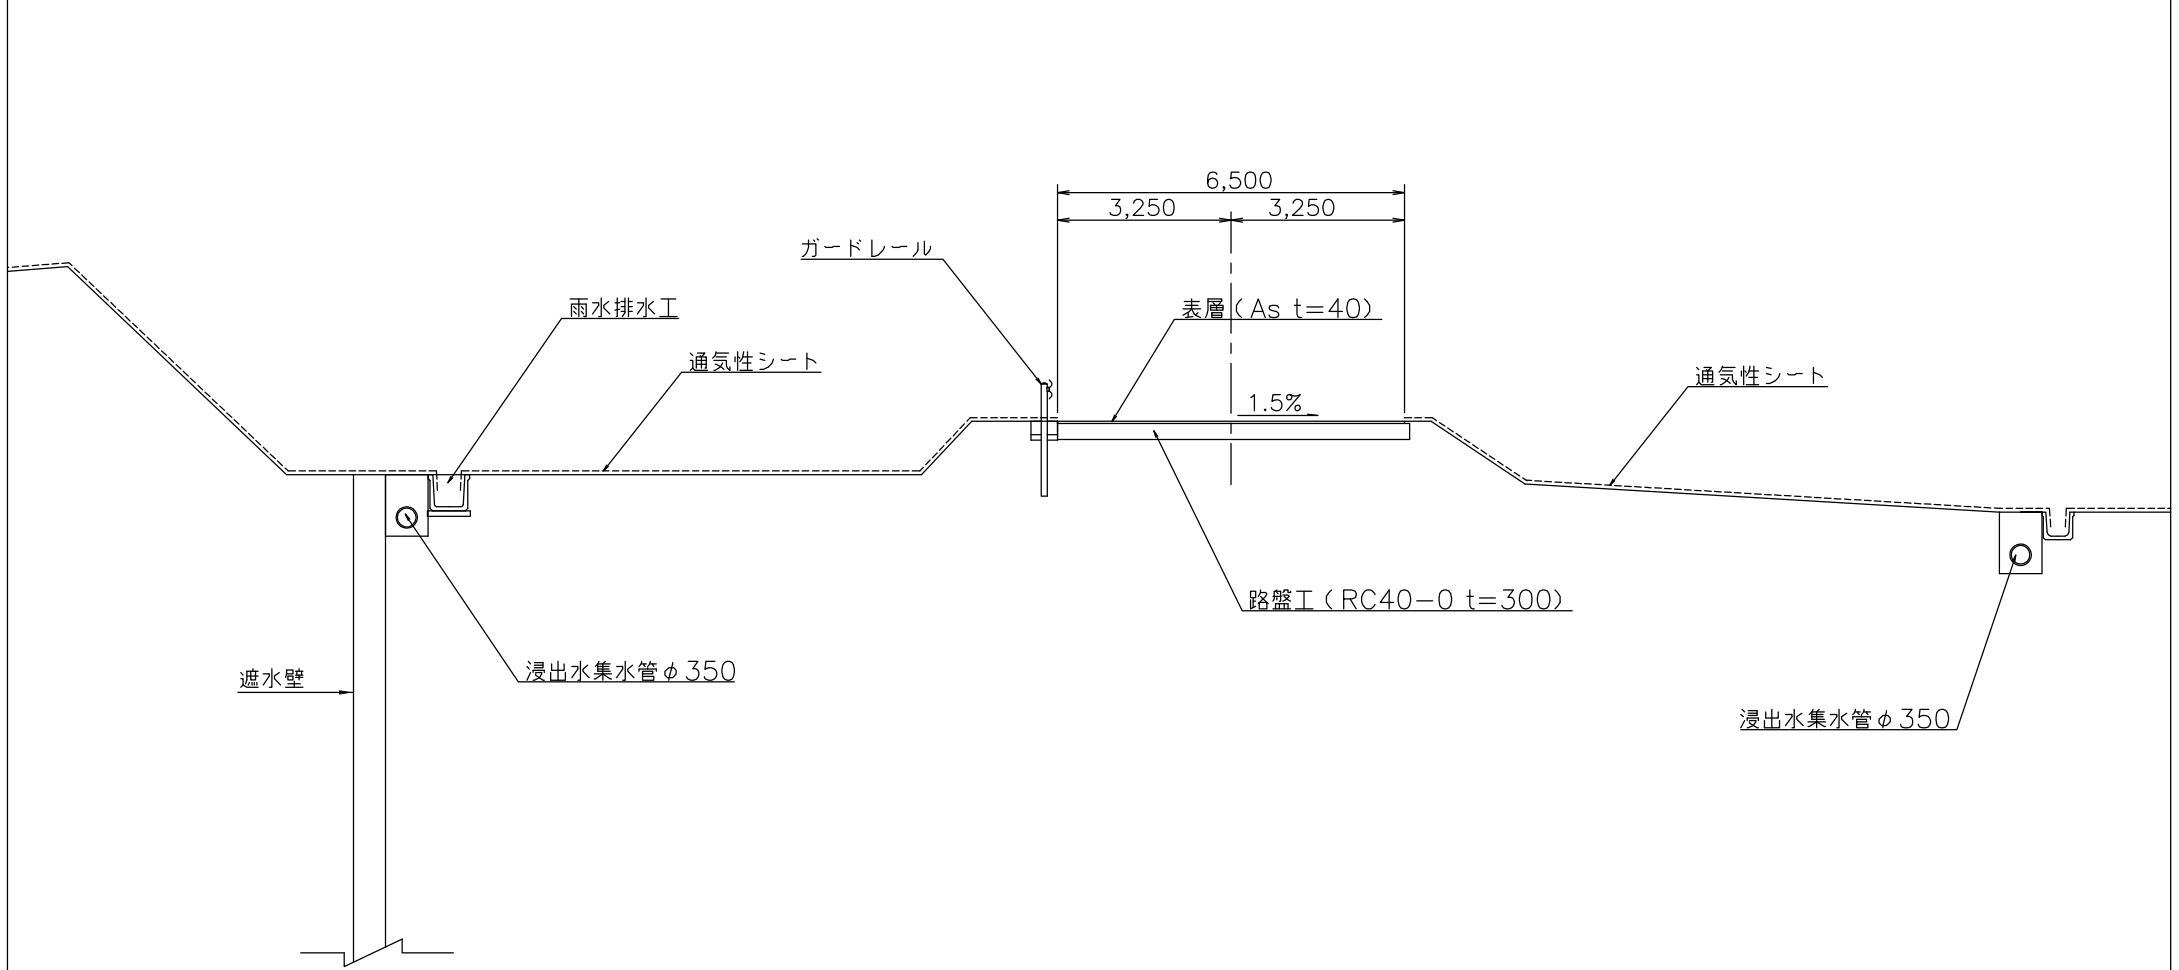 6,500
3,250
3,250
ガードレール
雨水排水工
表層(As t=40)
通気性シート
通気性シート
1.5%
路盤工(RC40-0 t=300)
浸出水集水管φ350
遮水壁
浸出水集水管φ350